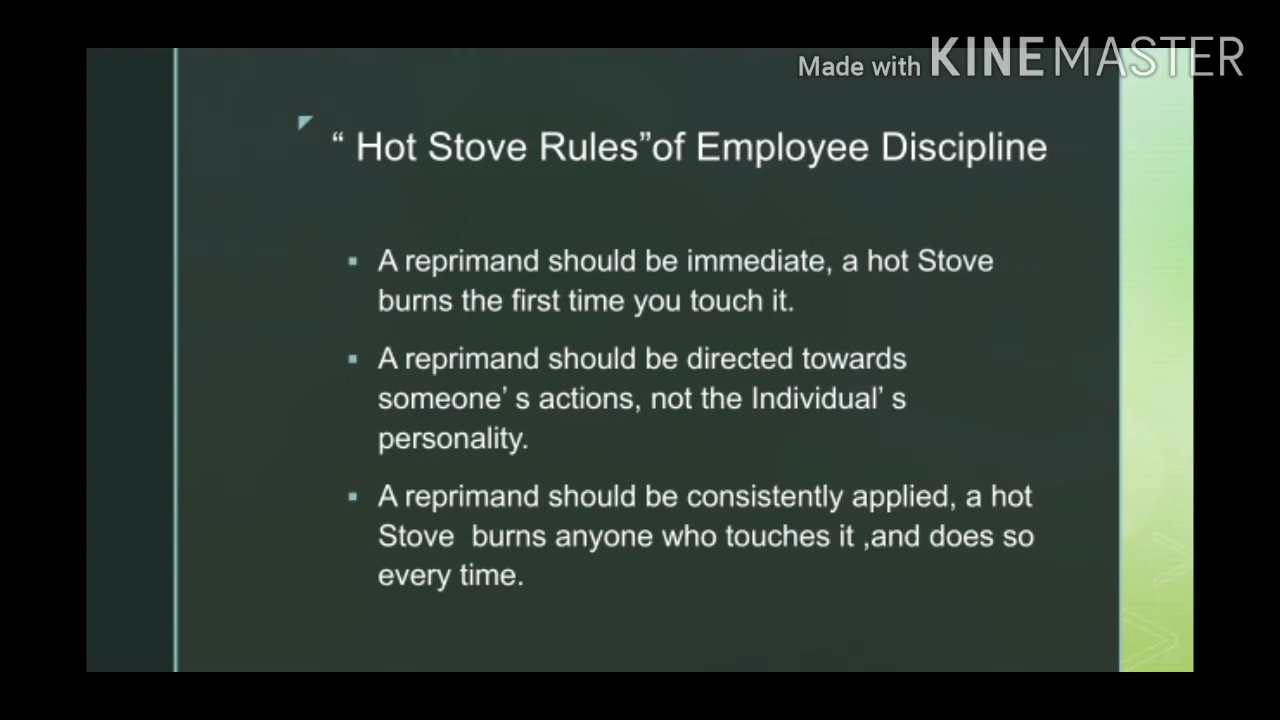 Made with KINEMASTER
“ Hot Stove Rules”of Employee Discipline
▪ A reprimand should be immediate, a hot Stove
burns the first time you touch it.
▪ A reprimand should be directed towards
someone’ s actions, not the Individual’ s
personality.
▪ A reprimand should be consistently applied, a hot
Stove  burns anyone who touches it ,and does so
every time.